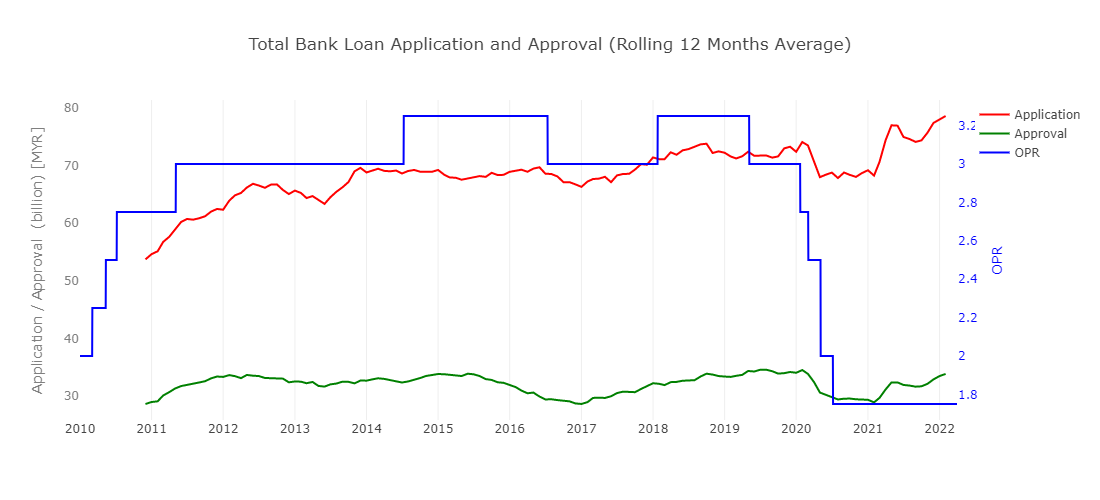 Total Bank Loan Application and Approval (Rolling 12 Months Average)
Application / Approval (billion) [MYR]
80
70
60
50
40
30
2010 2011 2012 2013 2014 2015 2016 2017 2018 2019 2020 2021 2022
3.2
3
2.8
2.6
2.4
2.2
2
1.8
OPR
Application
Approval
OPR